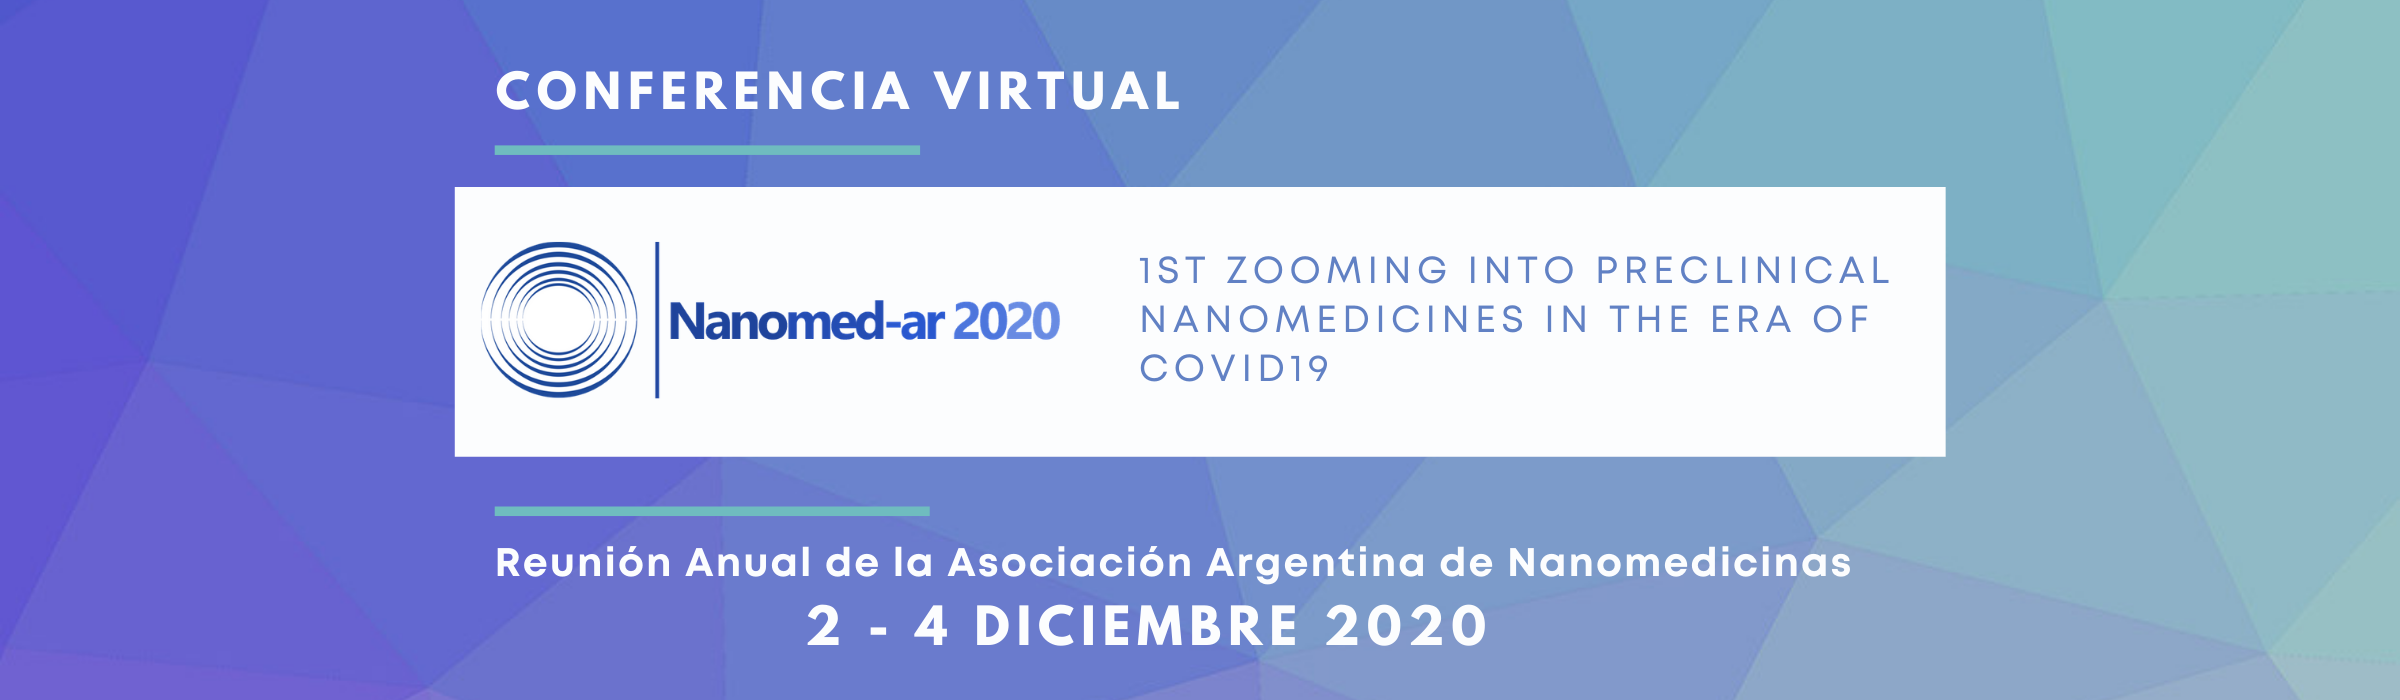 CONFERENCIA VIRTUAL
Nanomed-ar 2020
1ST ZOOMING INTO PRECLINICAL
NANOMEDICINES IN THE ERA OF
COVID19
Reunión Anual de la Asociación Argentina de Nanomedicinas
2 - 4 DICIEMBRE 2020